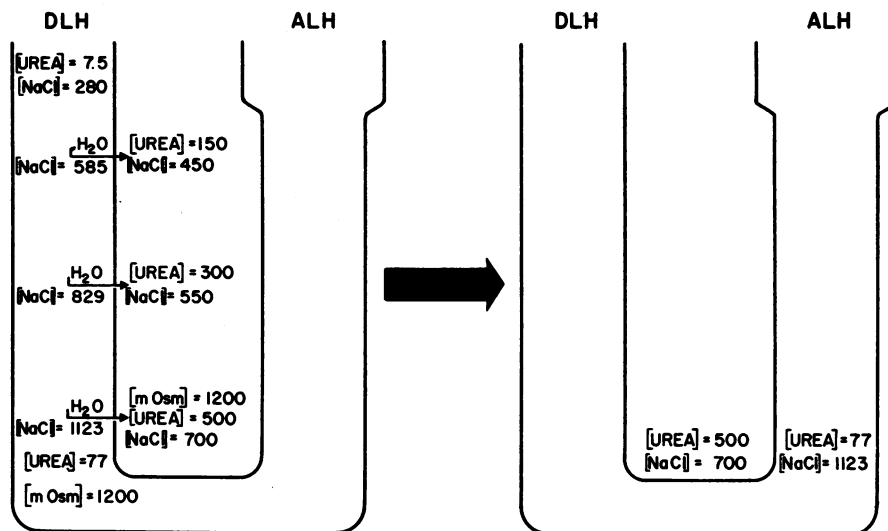 DLH ALH DLH ALH
[UREA] = 7.5
[NaCl] = 280
H₂O [UREA] = 150
[NaCl] = 585 [NaCl] = 450
H₂O [UREA] = 300
[NaCl] = 829 [NaCl] = 550
[m Osm] = 1200
H₂O [UREA] = 500
[NaCl] = 1123 [NaCl] = 700
[UREA] = 77
[m Osm] = 1200
[UREA] = 500 [UREA] = 77
[NaCl] = 700 [NaCl] = 1123